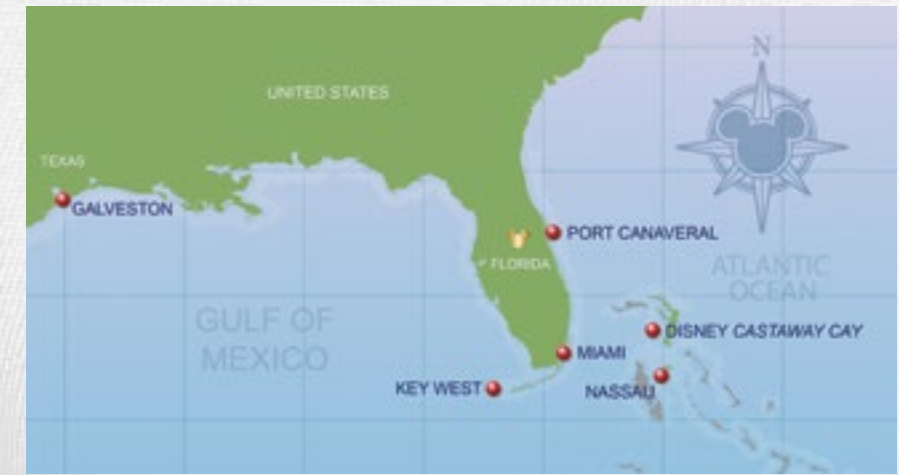 N
UNITED STATES
TEXAS
GALVESTON
PORT CANAVERAL
FLORIDA
ATLANTIC
OCEAN
GULF OF
MEXICO
DISNEY CASTAWAY CAY
MIAMI
KEY WEST
NASSAU